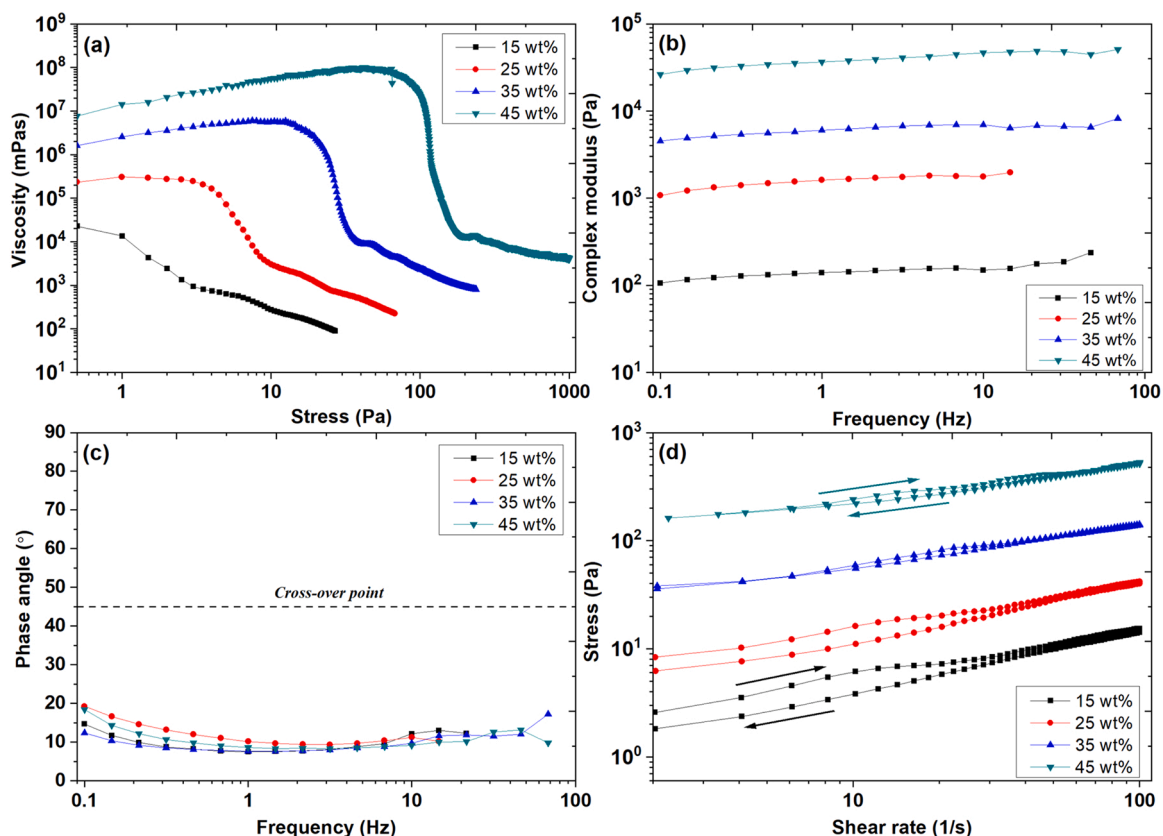 (a)
Viscosity (mPas)
10⁹
10⁸
10⁷
10⁶
10⁵
10⁴
10³
10²
10¹
15 wt%
25 wt%
35 wt%
45 wt%
1 10 100 1000
Stress (Pa)
(b)
Complex modulus (Pa)
10⁵
10⁴
10³
10²
10¹
15 wt%
25 wt%
35 wt%
45 wt%
0.1 1 10 100
Frequency (Hz)
(c)
Phase angle (°)
90
80
70
60
50
40
30
20
10
0
15 wt%
25 wt%
35 wt%
45 wt%
Cross-over point
0.1 1 10 100
Frequency (Hz)
(d)
Stress (Pa)
10³
10²
10¹
10⁰
15 wt%
25 wt%
35 wt%
45 wt%
10 100
Shear rate (1/s)